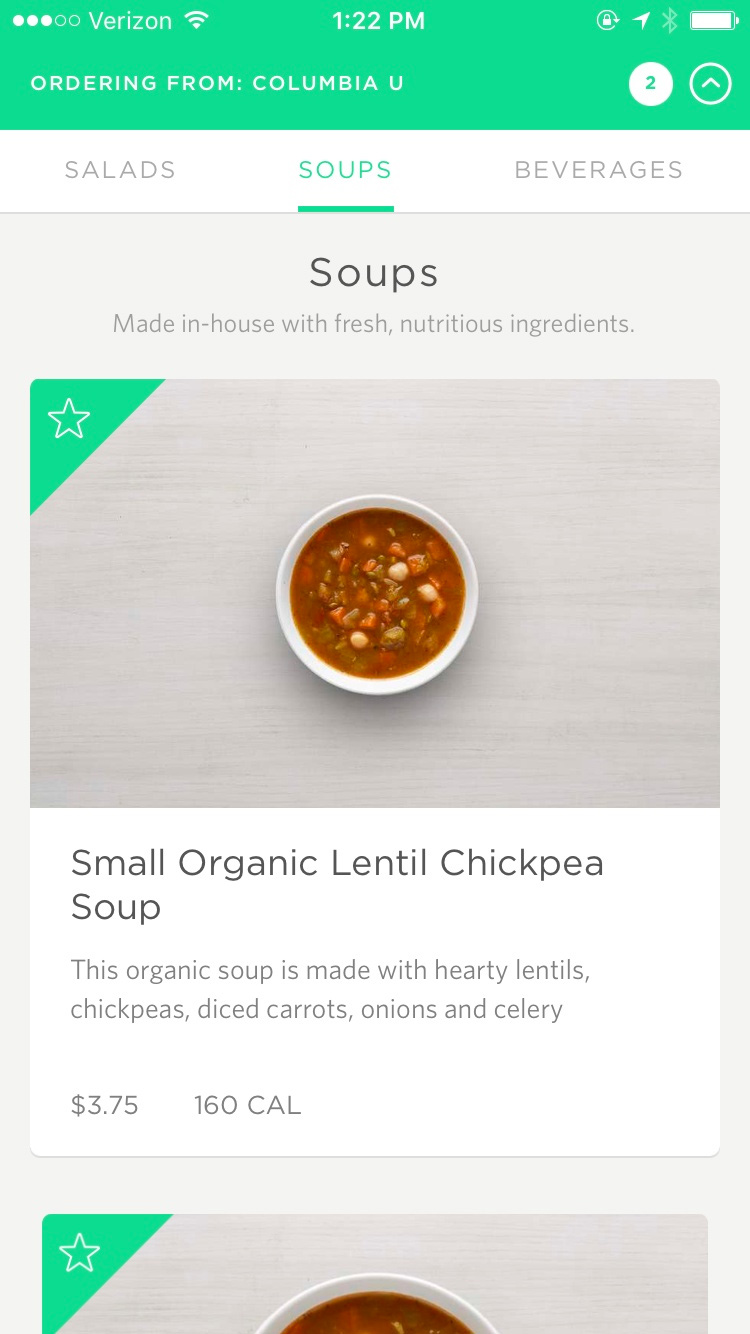 Verizon 1:22 PM
ORDERING FROM: COLUMBIA U 2
SALADS SOUPS BEVERAGES
Soups
Made in-house with fresh, nutritious ingredients.
Small Organic Lentil Chickpea
Soup
This organic soup is made with hearty lentils,
chickpeas, diced carrots, onions and celery
$3.75 160 CAL